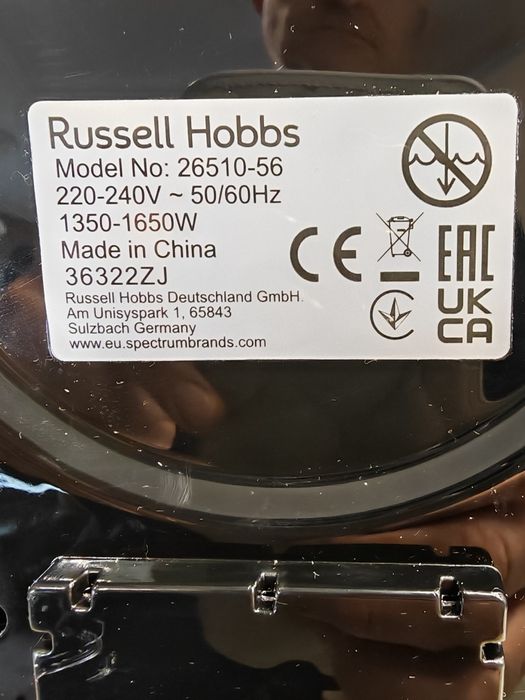 Russell Hobbs
Model No: 26510-56
220-240V ~ 50/60Hz
1350-1650W
Made in China
36322ZJ
Russell Hobbs Deutschland GmbH.
Am Unisyspark 1, 65843
Sulzbach Germany
www.eu.spectrumbrands.com
CE
EAC
UK
CA